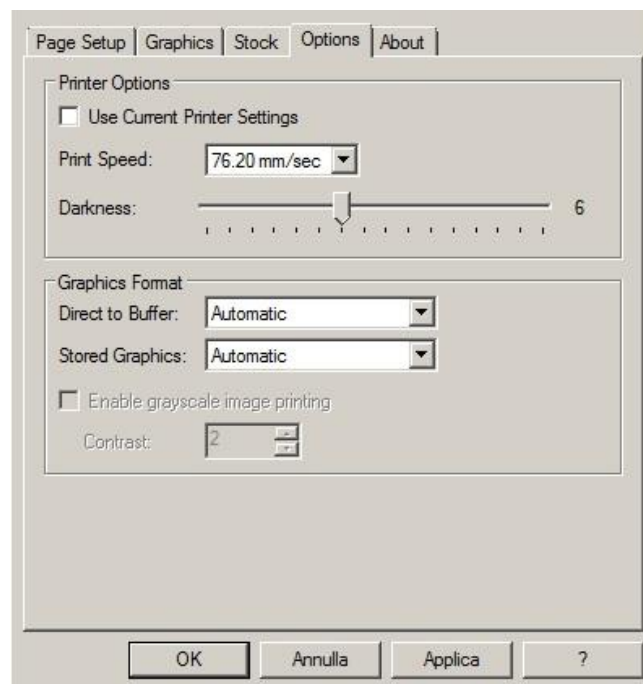 Page Setup Graphics Stock Options About
Printer Options
Use Current Printer Settings
Print Speed: 76.20 mm/sec
Darkness: 6
Graphics Format
Direct to Buffer: Automatic
Stored Graphics: Automatic
Enable grayscale image printing
Contrast: 2
OK Annulla Applica ?